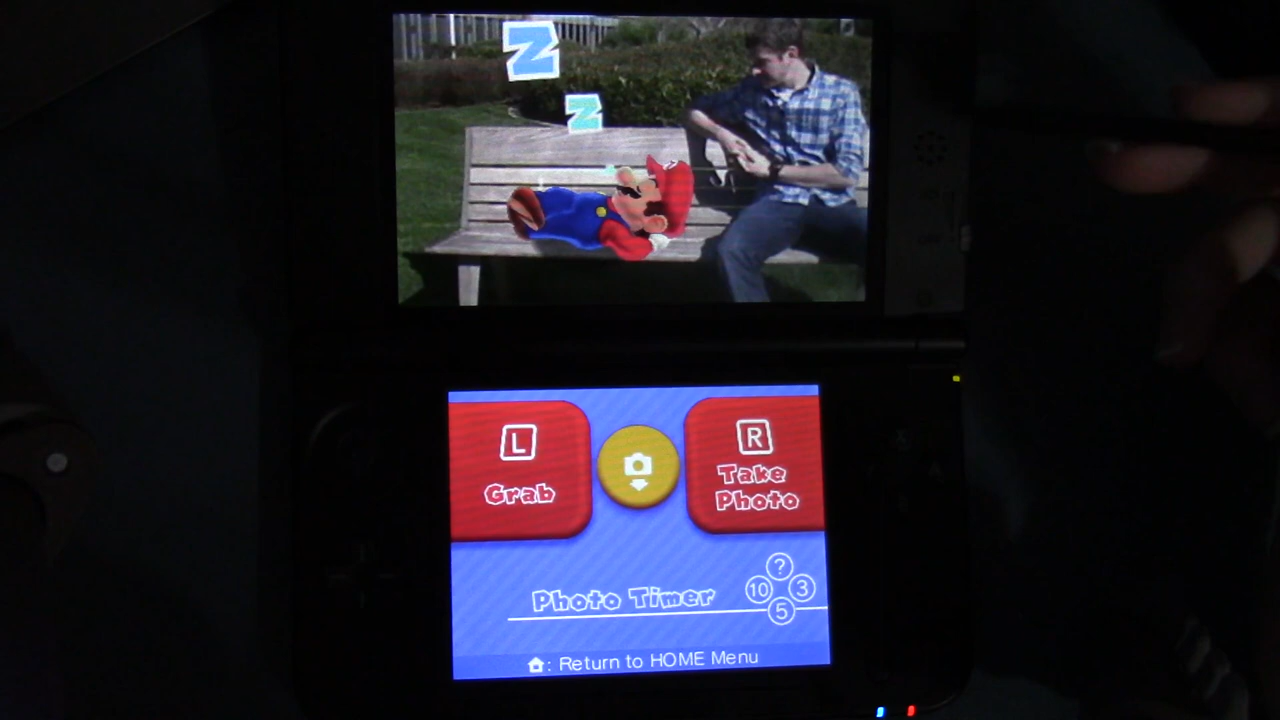 Z
Z
L
Grab
R
Take
Photo
Photo Timer
?
10
3
5
: Return to HOME Menu